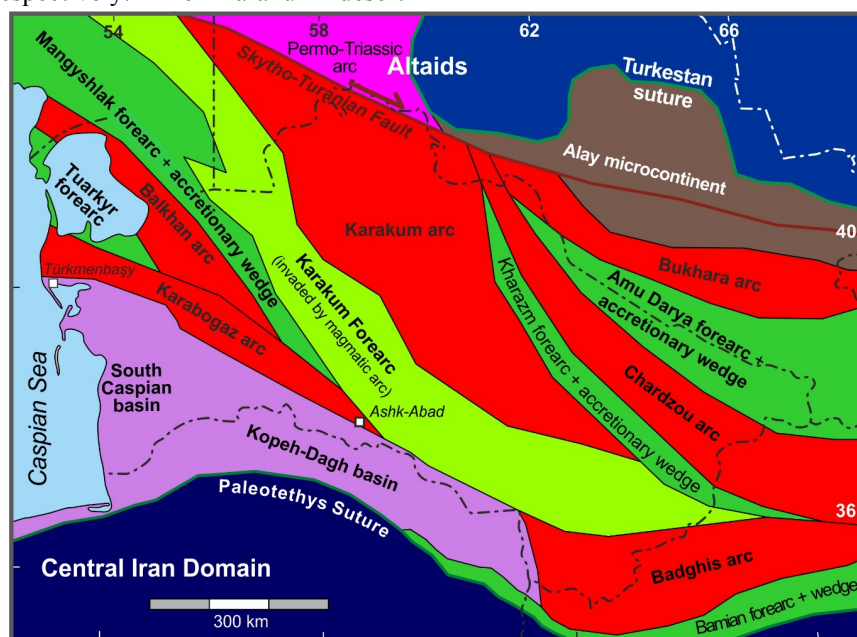 54
58
62
66
Permo-Triassic
arc
Altaids
Turkestan
suture
Skytho-Turanian Fault
Mangyshlak forearc + accretionary wedge
Alay microcontinent
Tuarkyr
forearc
Balkhan arc
Karakum arc
40
Bukhara arc
Türkmenbaşy
Karabogaz arc
Karakum Forearc
(invaded by magmatic arc)
Kharazm forearc + accretionary wedge
Amu Darya forearc +
accretionary wedge
Chardzou arc
Caspian Sea
South
Caspian
basin
Ashk-Abad
Kopeh-Dagh basin
Paleotethys Suture
36
Central Iran Domain
Badghis arc
Bamian forearc + wedge
300 km